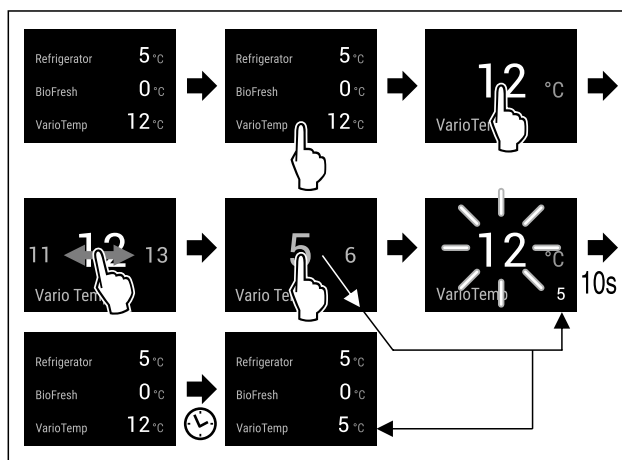 Refrigerator 5 °C
BioFresh 0 °C
VarioTemp 12 °C
Refrigerator 5 °C
BioFresh 0 °C
VarioTemp 12 °C
12 °C
VarioTemp
11 12 13
Vario Tem
5 6
Vario Te
12 °C
VarioTemp 5
10s
Refrigerator 5 °C
BioFresh 0 °C
VarioTemp 12 °C
Refrigerator 5 °C
BioFresh 0 °C
VarioTemp 5 °C